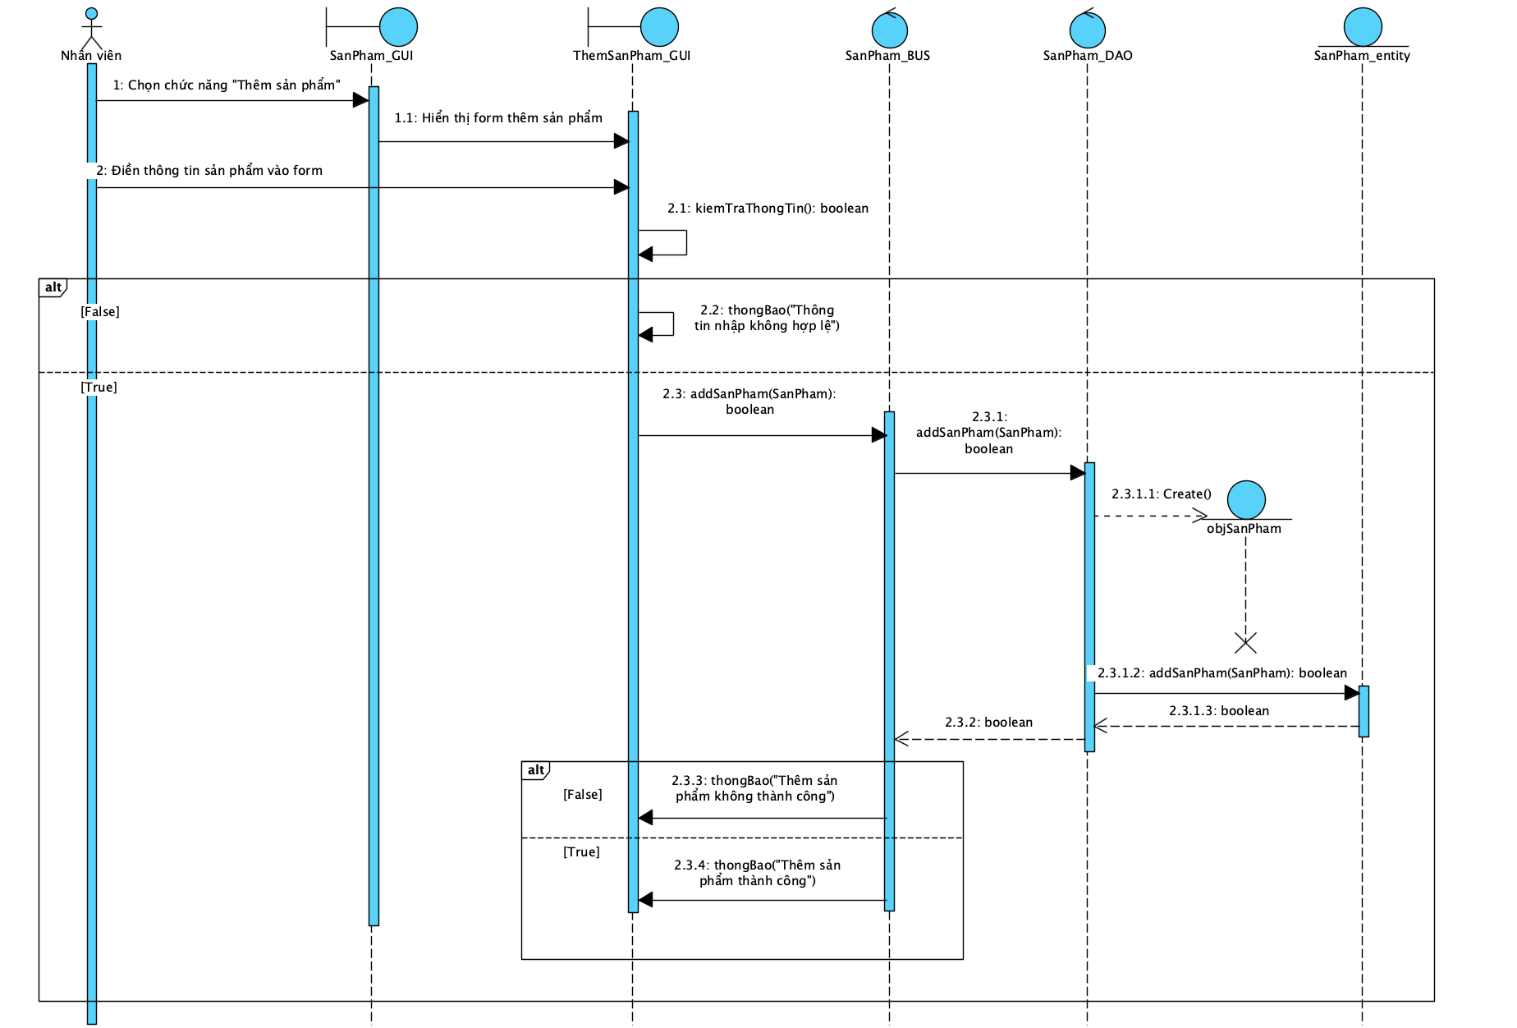 Nhân viên
SanPham_GUI
ThemSanPham_GUI
SanPham_BUS
SanPham_DAO
SanPham_entity
1: Chọn chức năng "Thêm sản phẩm"
1.1: Hiển thị form thêm sản phẩm
2: Điền thông tin sản phẩm vào form
2.1: kiemTraThongTin(): boolean
alt
[False]
2.2: thongBao("Thông
tin nhập không hợp lệ")
[True]
2.3: addSanPham(SanPham):
boolean
2.3.1:
addSanPham(SanPham):
boolean
2.3.1.1: Create()
objSanPham
2.3.1.2: addSanPham(SanPham): boolean
2.3.1.3: boolean
2.3.2: boolean
alt
[False]
2.3.3: thongBao("Thêm sản
phẩm không thành công")
[True]
2.3.4: thongBao("Thêm sản
phẩm thành công")